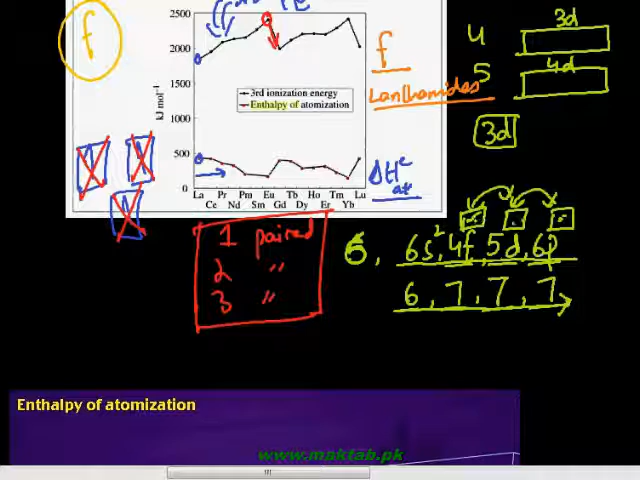 f
2500
2000
1500
1000
500
0
kJ mol⁻¹
3rd ionization energy
Enthalpy of atomization
La Pr Pm Eu Tb Ho Tm Lu
Ce Nd Sm Gd Dy Er Yb
f
Lanthanides
ΔH
at
4 3d
5 4d
3d
1 paired
2 "
3 "
6, 6s², 4f, 5d, 6p
6, 7, 7, 7
Enthalpy of atomization
www.maktab.pk